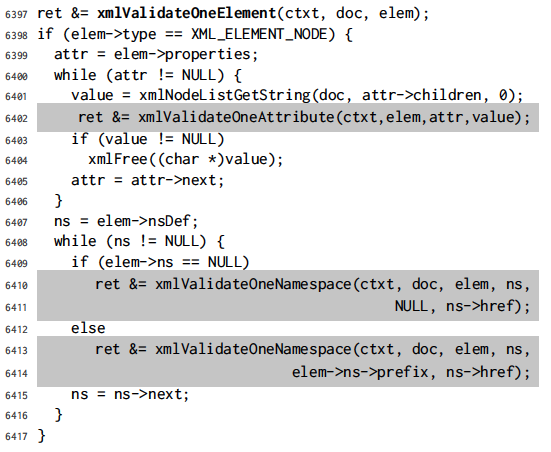 6397 ret &= xmlValidateOneElement(ctxt, doc, elem);
6398 if (elem->type == XML_ELEMENT_NODE) {
6399   attr = elem->properties;
6400   while (attr != NULL) {
6401     value = xmlNodeListGetString(doc, attr->children, 0);
6402     ret &= xmlValidateOneAttribute(ctxt,elem,attr,value);
6403     if (value != NULL)
6404       xmlFree((char *)value);
6405     attr = attr->next;
6406   }
6407   ns = elem->nsDef;
6408   while (ns != NULL) {
6409     if (elem->ns == NULL)
6410       ret &= xmlValidateOneNamespace(ctxt, doc, elem, ns,
6411                                      NULL, ns->href);
6412     else
6413       ret &= xmlValidateOneNamespace(ctxt, doc, elem, ns,
6414                          elem->ns->prefix, ns->href);
6415     ns = ns->next;
6416   }
6417 }